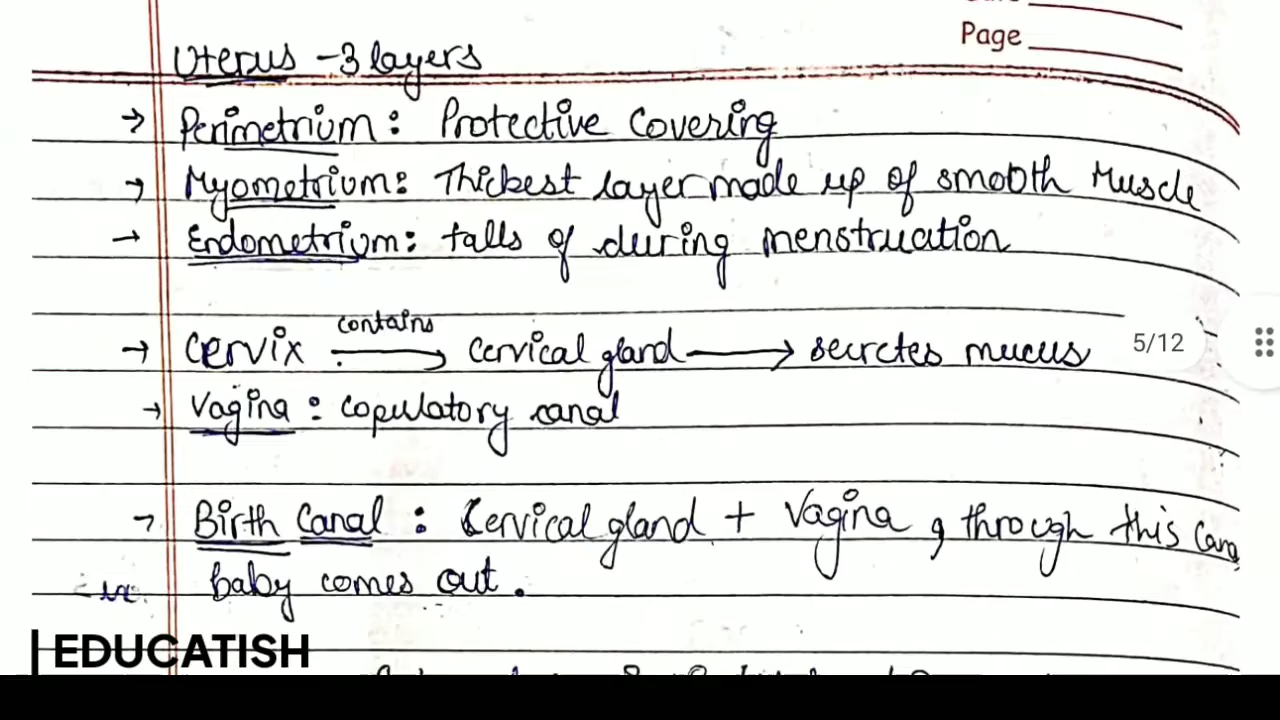 Page
Uterus - 3 layers
→ Perimetrium : Protective Covering
→ Myometrium : Thickest layer made up of smooth Muscle
→ Endometrium : falls of during menstruation
→ Cervix contains → Cervical gland → secretes mucus
5/12
→ Vagina : copulatory canal
→ Birth Canal : Cervical gland + Vagina , through this
baby comes out .
| EDUCATISH